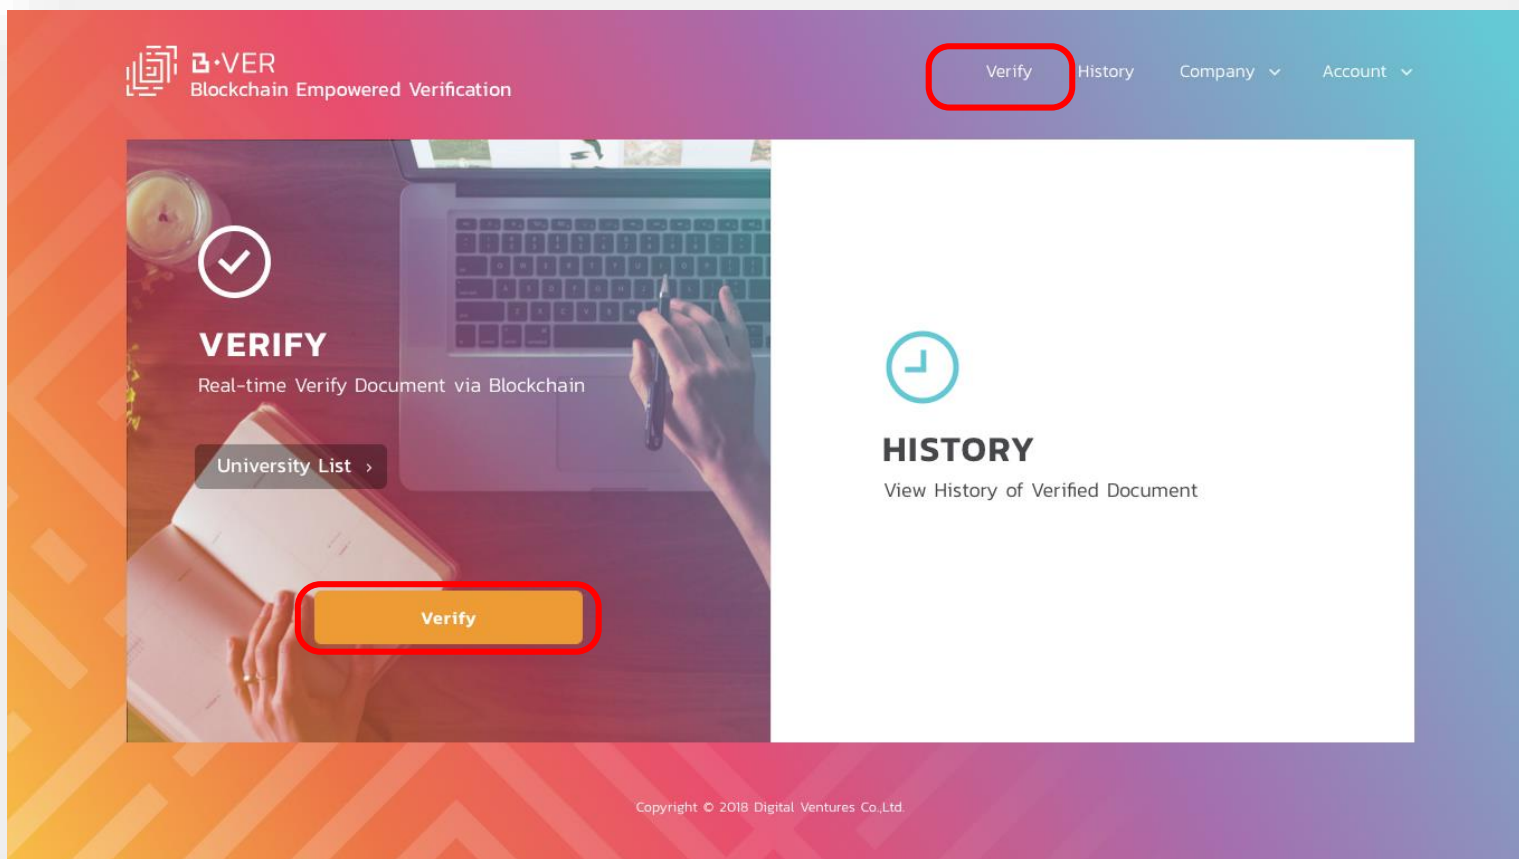 B·VER
Blockchain Empowered Verification
Verify
History
Company
Account
VERIFY
Real-time Verify Document via Blockchain
University List ›
Verify
HISTORY
View History of Verified Document
Copyright © 2018 Digital Ventures Co.,Ltd.